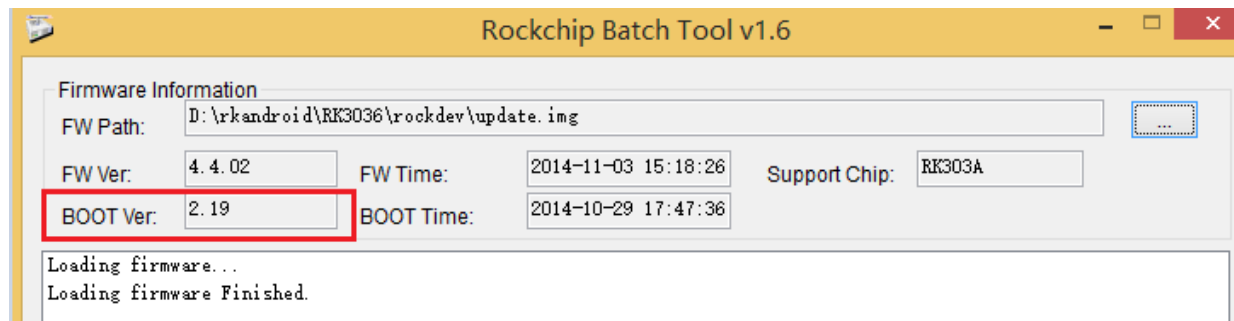 Rockchip Batch Tool v1.6
Firmware Information
FW Path: D:\rkandroid\RK3036\rockdev\update.img ...
FW Ver: 4.4.02 FW Time: 2014-11-03 15:18:26 Support Chip: RK303A
BOOT Ver: 2.19 BOOT Time: 2014-10-29 17:47:36
Loading firmware...
Loading firmware Finished.